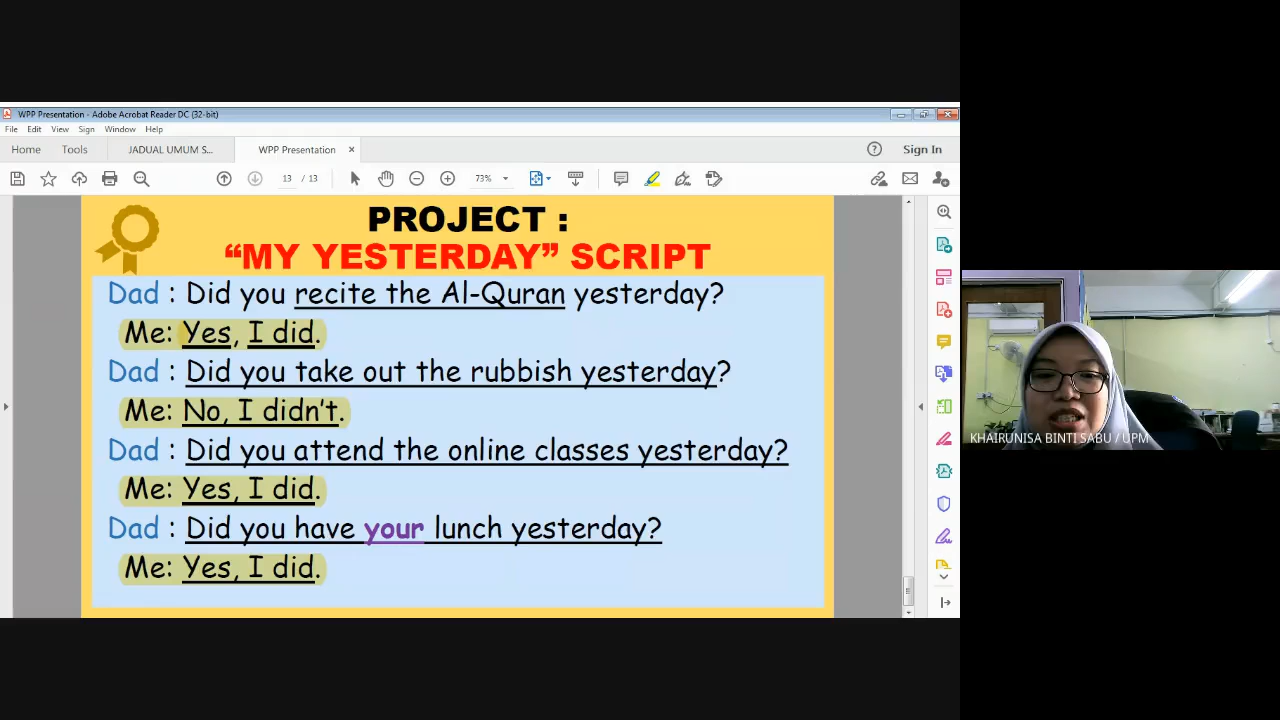 WPP Presentation - Adobe Acrobat Reader DC (32-bit)
File Edit View Sign Window Help
Home Tools JADUAL UMUM S... WPP Presentation × Sign In
13 / 13 73%
PROJECT :
“MY YESTERDAY” SCRIPT
Dad : Did you recite the Al-Quran yesterday?
Me: Yes, I did.
Dad : Did you take out the rubbish yesterday?
Me: No, I didn’t.
Dad : Did you attend the online classes yesterday?
Me: Yes, I did.
Dad : Did you have your lunch yesterday?
Me: Yes, I did.
KHAIRUNISA BINTI SABU / UPM